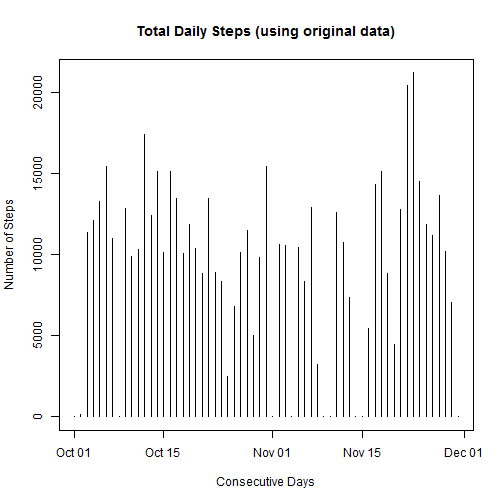 Total Daily Steps (using original data)
Number of Steps
20000
15000
10000
5000
0
Oct 01 Oct 15 Nov 01 Nov 15 Dec 01
Consecutive Days